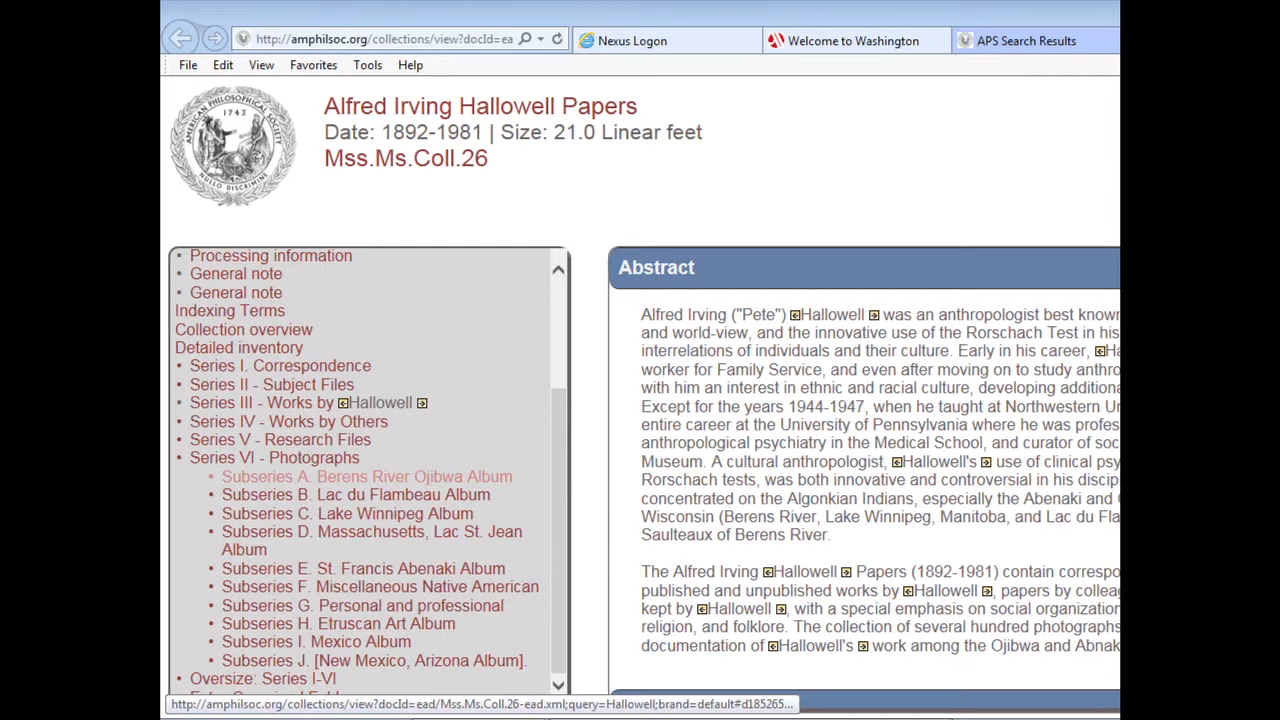 http://amphilsoc.org/collections/view?docId=ea
Nexus Logon
Welcome to Washington
APS Search Results
File Edit View Favorites Tools Help
AMERICAN PHILOSOPHICAL SOCIETY
1743
NULLO DISCRIMINE
Alfred Irving Hallowell Papers
Date: 1892-1981 | Size: 21.0 Linear feet
Mss.Ms.Coll.26
• Processing information
• General note
• General note
Indexing Terms
Collection overview
Detailed inventory
• Series I. Correspondence
• Series II - Subject Files
• Series III - Works by Hallowell
• Series IV - Works by Others
• Series V - Research Files
• Series VI - Photographs
• Subseries A. Berens River Ojibwa Album
• Subseries B. Lac du Flambeau Album
• Subseries C. Lake Winnipeg Album
• Subseries D. Massachusetts, Lac St. Jean
Album
• Subseries E. St. Francis Abenaki Album
• Subseries F. Miscellaneous Native American
• Subseries G. Personal and professional
• Subseries H. Etruscan Art Album
• Subseries I. Mexico Album
• Subseries J. [New Mexico, Arizona Album].
• Oversize: Series I-VI
Abstract
Alfred Irving ("Pete") Hallowell was an anthropologist best known
and world-view, and the innovative use of the Rorschach Test in his
interrelations of individuals and their culture. Early in his career, Ha
worker for Family Service, and even after moving on to study anthro
with him an interest in ethnic and racial culture, developing additiona
Except for the years 1944-1947, when he taught at Northwestern Un
entire career at the University of Pennsylvania where he was profes
anthropological psychiatry in the Medical School, and curator of soc
Museum. A cultural anthropologist, Hallowell's use of clinical psy
Rorschach tests, was both innovative and controversial in his discip
concentrated on the Algonkian Indians, especially the Abenaki and
Wisconsin (Berens River, Lake Winnipeg, Manitoba, and Lac du Fla
Saulteaux of Berens River.
The Alfred Irving Hallowell Papers (1892-1981) contain correspo
published and unpublished works by Hallowell, papers by colleag
kept by Hallowell, with a special emphasis on social organization
religion, and folklore. The collection of several hundred photographs
documentation of Hallowell's work among the Ojibwa and Abnak
http://amphilsoc.org/collections/view?docId=ead/Mss.Ms.Coll.26-ead.xml;query=Hallowell;brand=default#d185265...